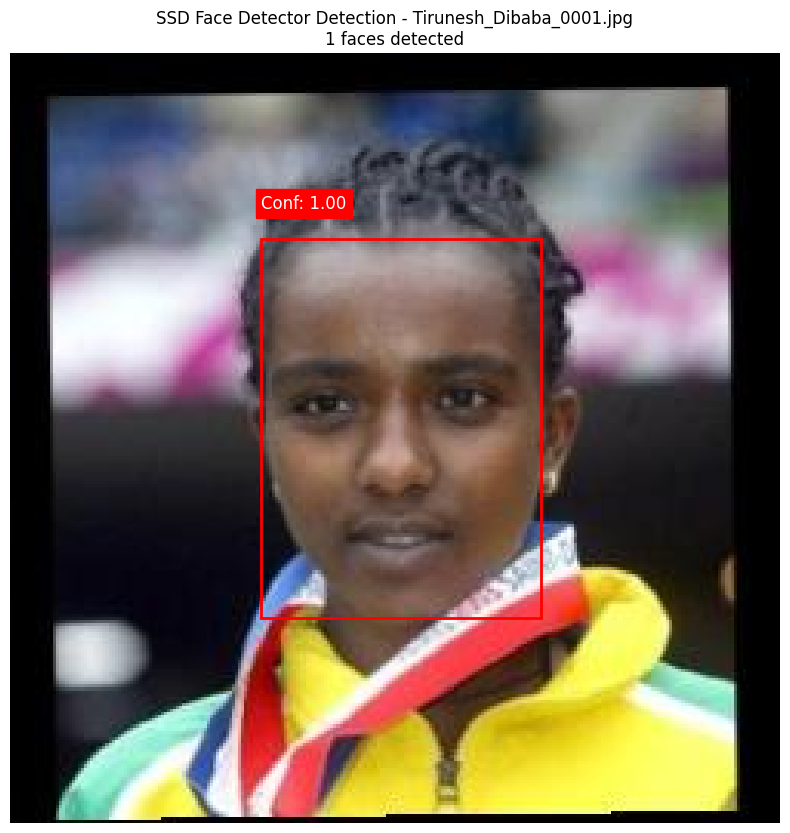 SSD Face Detector Detection - Tirunesh_Dibaba_0001.jpg
1 faces detected
Conf: 1.00